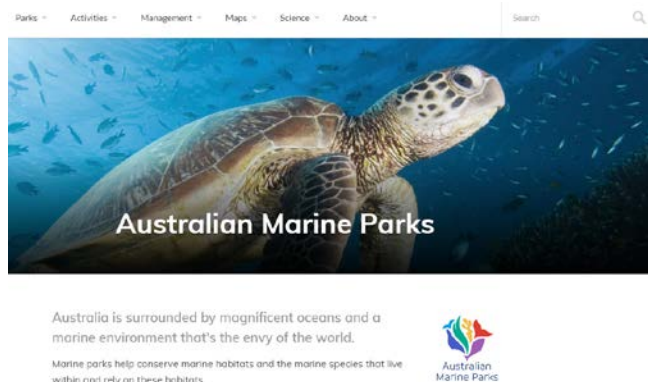 Parks Activities Management Maps Science About Search
Australian Marine Parks
Australia is surrounded by magnificent oceans and a
marine environment that's the envy of the world.
Marine parks help conserve marine habitats and the marine species that live
within and rely on these habitats.
Australian
Marine Parks